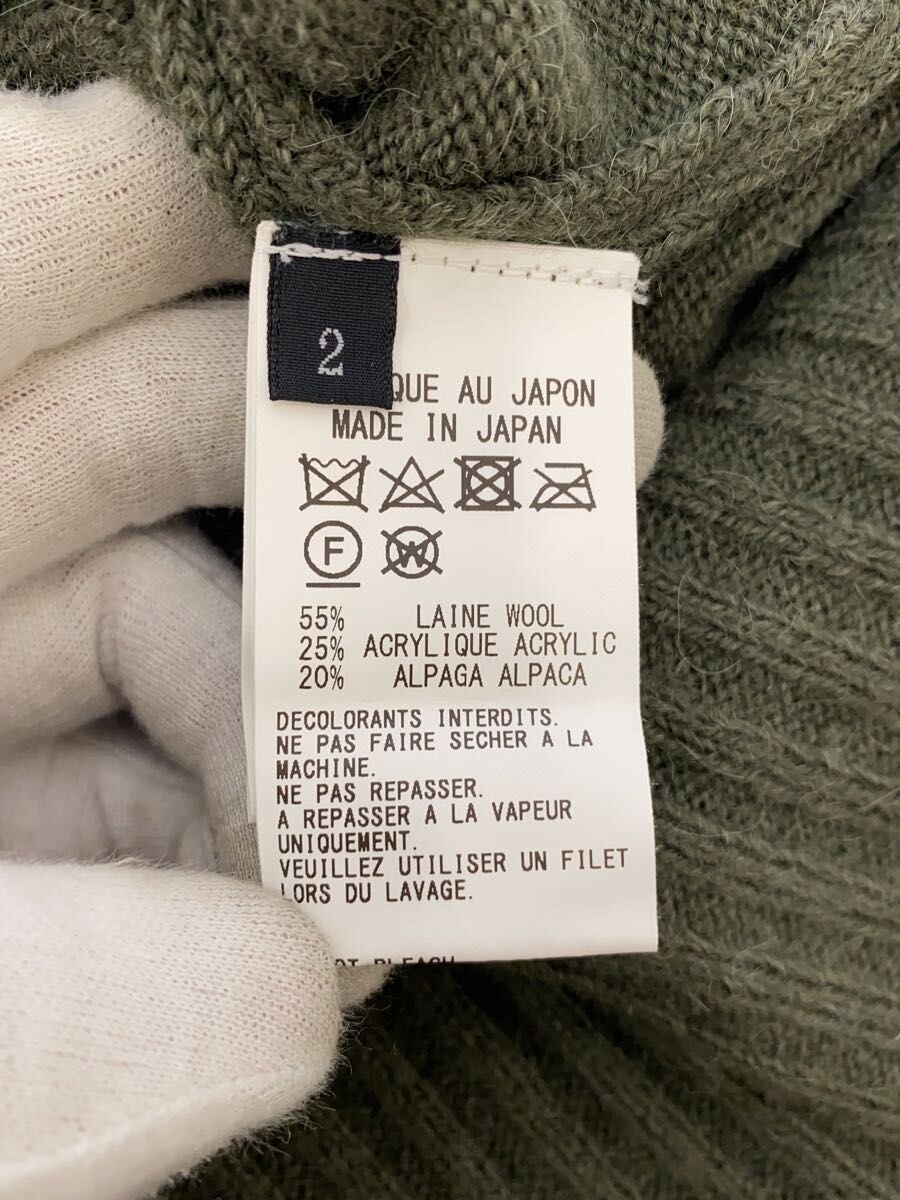 2
QUE AU JAPON
MADE IN JAPAN
F
W
55% LAINE WOOL
25% ACRYLIQUE ACRYLIC
20% ALPAGA ALPACA
DECOLORANTS INTERDITS.
NE PAS FAIRE SECHER A LA
MACHINE.
NE PAS REPASSER.
A REPASSER A LA VAPEUR
UNIQUEMENT.
VEUILLEZ UTILISER UN FILET
LORS DU LAVAGE.
BLEACH